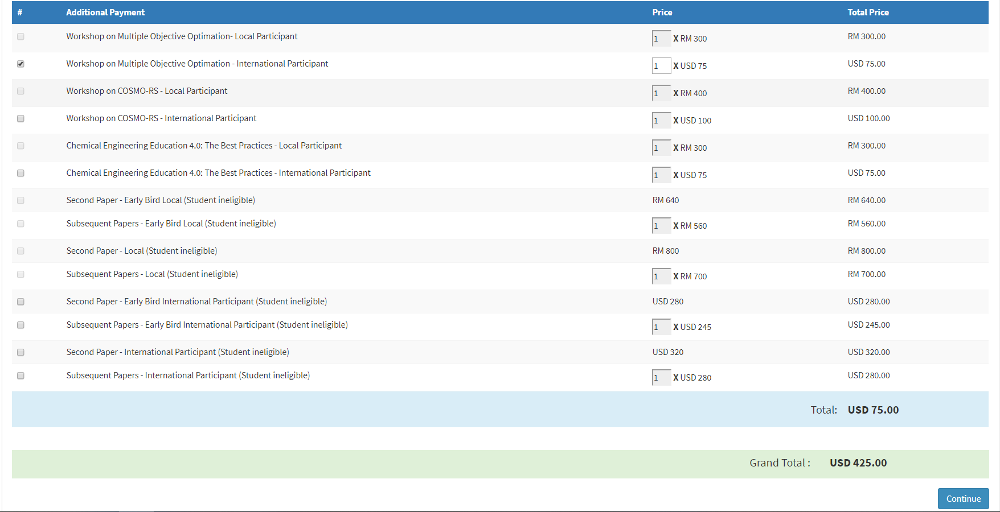 # Additional Payment Price Total Price
Workshop on Multiple Objective Optimation- Local Participant 1 X RM 300 RM 300.00
Workshop on Multiple Objective Optimation - International Participant 1 X USD 75 USD 75.00
Workshop on COSMO-RS - Local Participant 1 X RM 400 RM 400.00
Workshop on COSMO-RS - International Participant 1 X USD 100 USD 100.00
Chemical Engineering Education 4.0: The Best Practices - Local Participant 1 X RM 300 RM 300.00
Chemical Engineering Education 4.0: The Best Practices - International Participant 1 X USD 75 USD 75.00
Second Paper - Early Bird Local (Student ineligible) RM 640 RM 640.00
Subsequent Papers - Early Bird Local (Student ineligible) 1 X RM 560 RM 560.00
Second Paper - Local (Student ineligible) RM 800 RM 800.00
Subsequent Papers - Local (Student ineligible) 1 X RM 700 RM 700.00
Second Paper - Early Bird International Participant (Student ineligible) USD 280 USD 280.00
Subsequent Papers - Early Bird International Participant (Student ineligible) 1 X USD 245 USD 245.00
Second Paper - International Participant (Student ineligible) USD 320 USD 320.00
Subsequent Papers - International Participant (Student ineligible) 1 X USD 280 USD 280.00
Total: USD 75.00
Grand Total : USD 425.00
Continue